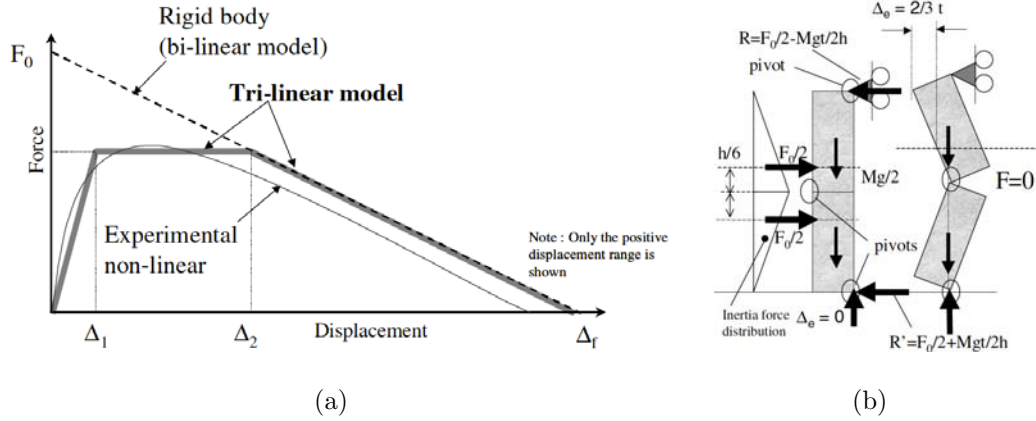 Rigid body
(bi-linear model)
F₀
Tri-linear model
Force
Experimental
non-linear
Note : Only the positive
displacement range is
shown
Δ₁
Δ₂
Displacement
Δf
(a)
Δe = 2/3 t
R=F₀/2-Mgt/2h
pivot
h/6
F₀/2
Mg/2
F=0
F₀/2
pivots
Inertia force
distribution
Δe = 0
R'=F₀/2+Mgt/2h
(b)